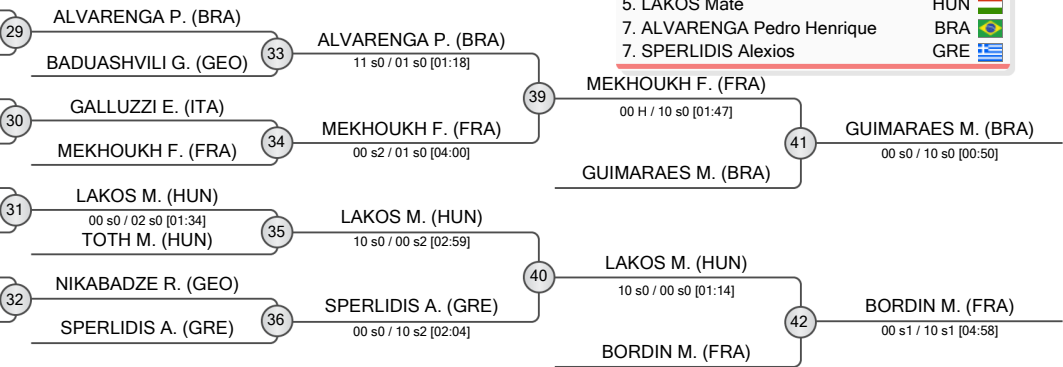 5. LAKOS Mate HUN
7. ALVARENGA Pedro Henrique BRA
7. SPERLIDIS Alexios GRE
29
ALVARENGA P. (BRA)
BADUASHVILI G. (GEO)
33
ALVARENGA P. (BRA)
11 s0 / 01 s0 [01:18]
30
GALLUZZI E. (ITA)
MEKHOUKH F. (FRA)
34
MEKHOUKH F. (FRA)
00 s2 / 01 s0 [04:00]
39
MEKHOUKH F. (FRA)
00 H / 10 s0 [01:47]
GUIMARAES M. (BRA)
41
GUIMARAES M. (BRA)
00 s0 / 10 s0 [00:50]
31
LAKOS M. (HUN)
00 s0 / 02 s0 [01:34]
TOTH M. (HUN)
35
LAKOS M. (HUN)
10 s0 / 00 s2 [02:59]
32
NIKABADZE R. (GEO)
SPERLIDIS A. (GRE)
36
SPERLIDIS A. (GRE)
00 s0 / 10 s2 [02:04]
40
LAKOS M. (HUN)
10 s0 / 00 s0 [01:14]
BORDIN M. (FRA)
42
BORDIN M. (FRA)
00 s1 / 10 s1 [04:58]